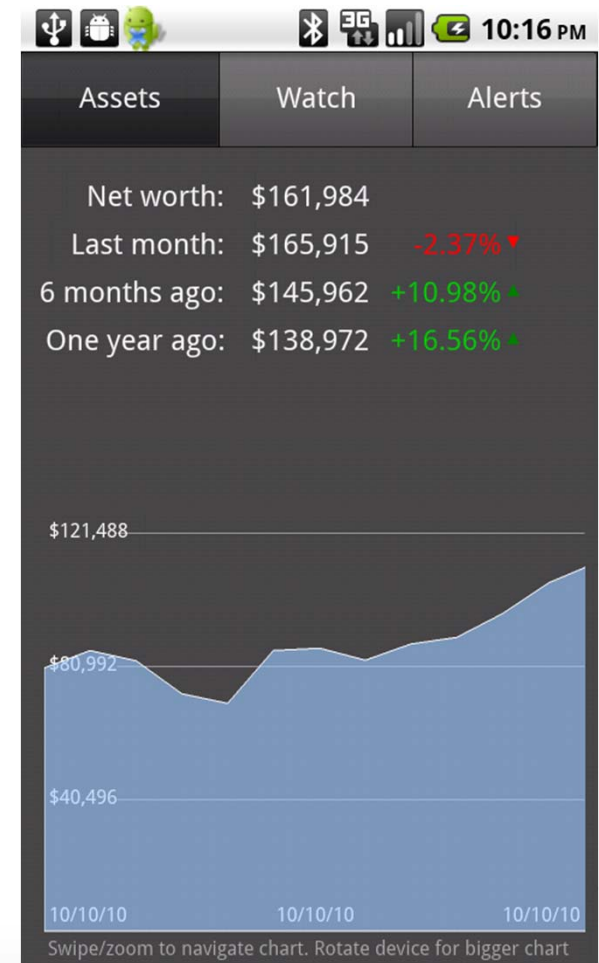 3G 10:16 PM
Assets Watch Alerts
Net worth: $161,984
Last month: $165,915 -2.37%▼
6 months ago: $145,962 +10.98%▲
One year ago: $138,972 +16.56%▲
$121,488
$80,992
$40,496
10/10/10 10/10/10 10/10/10
Swipe/zoom to navigate chart. Rotate device for bigger chart